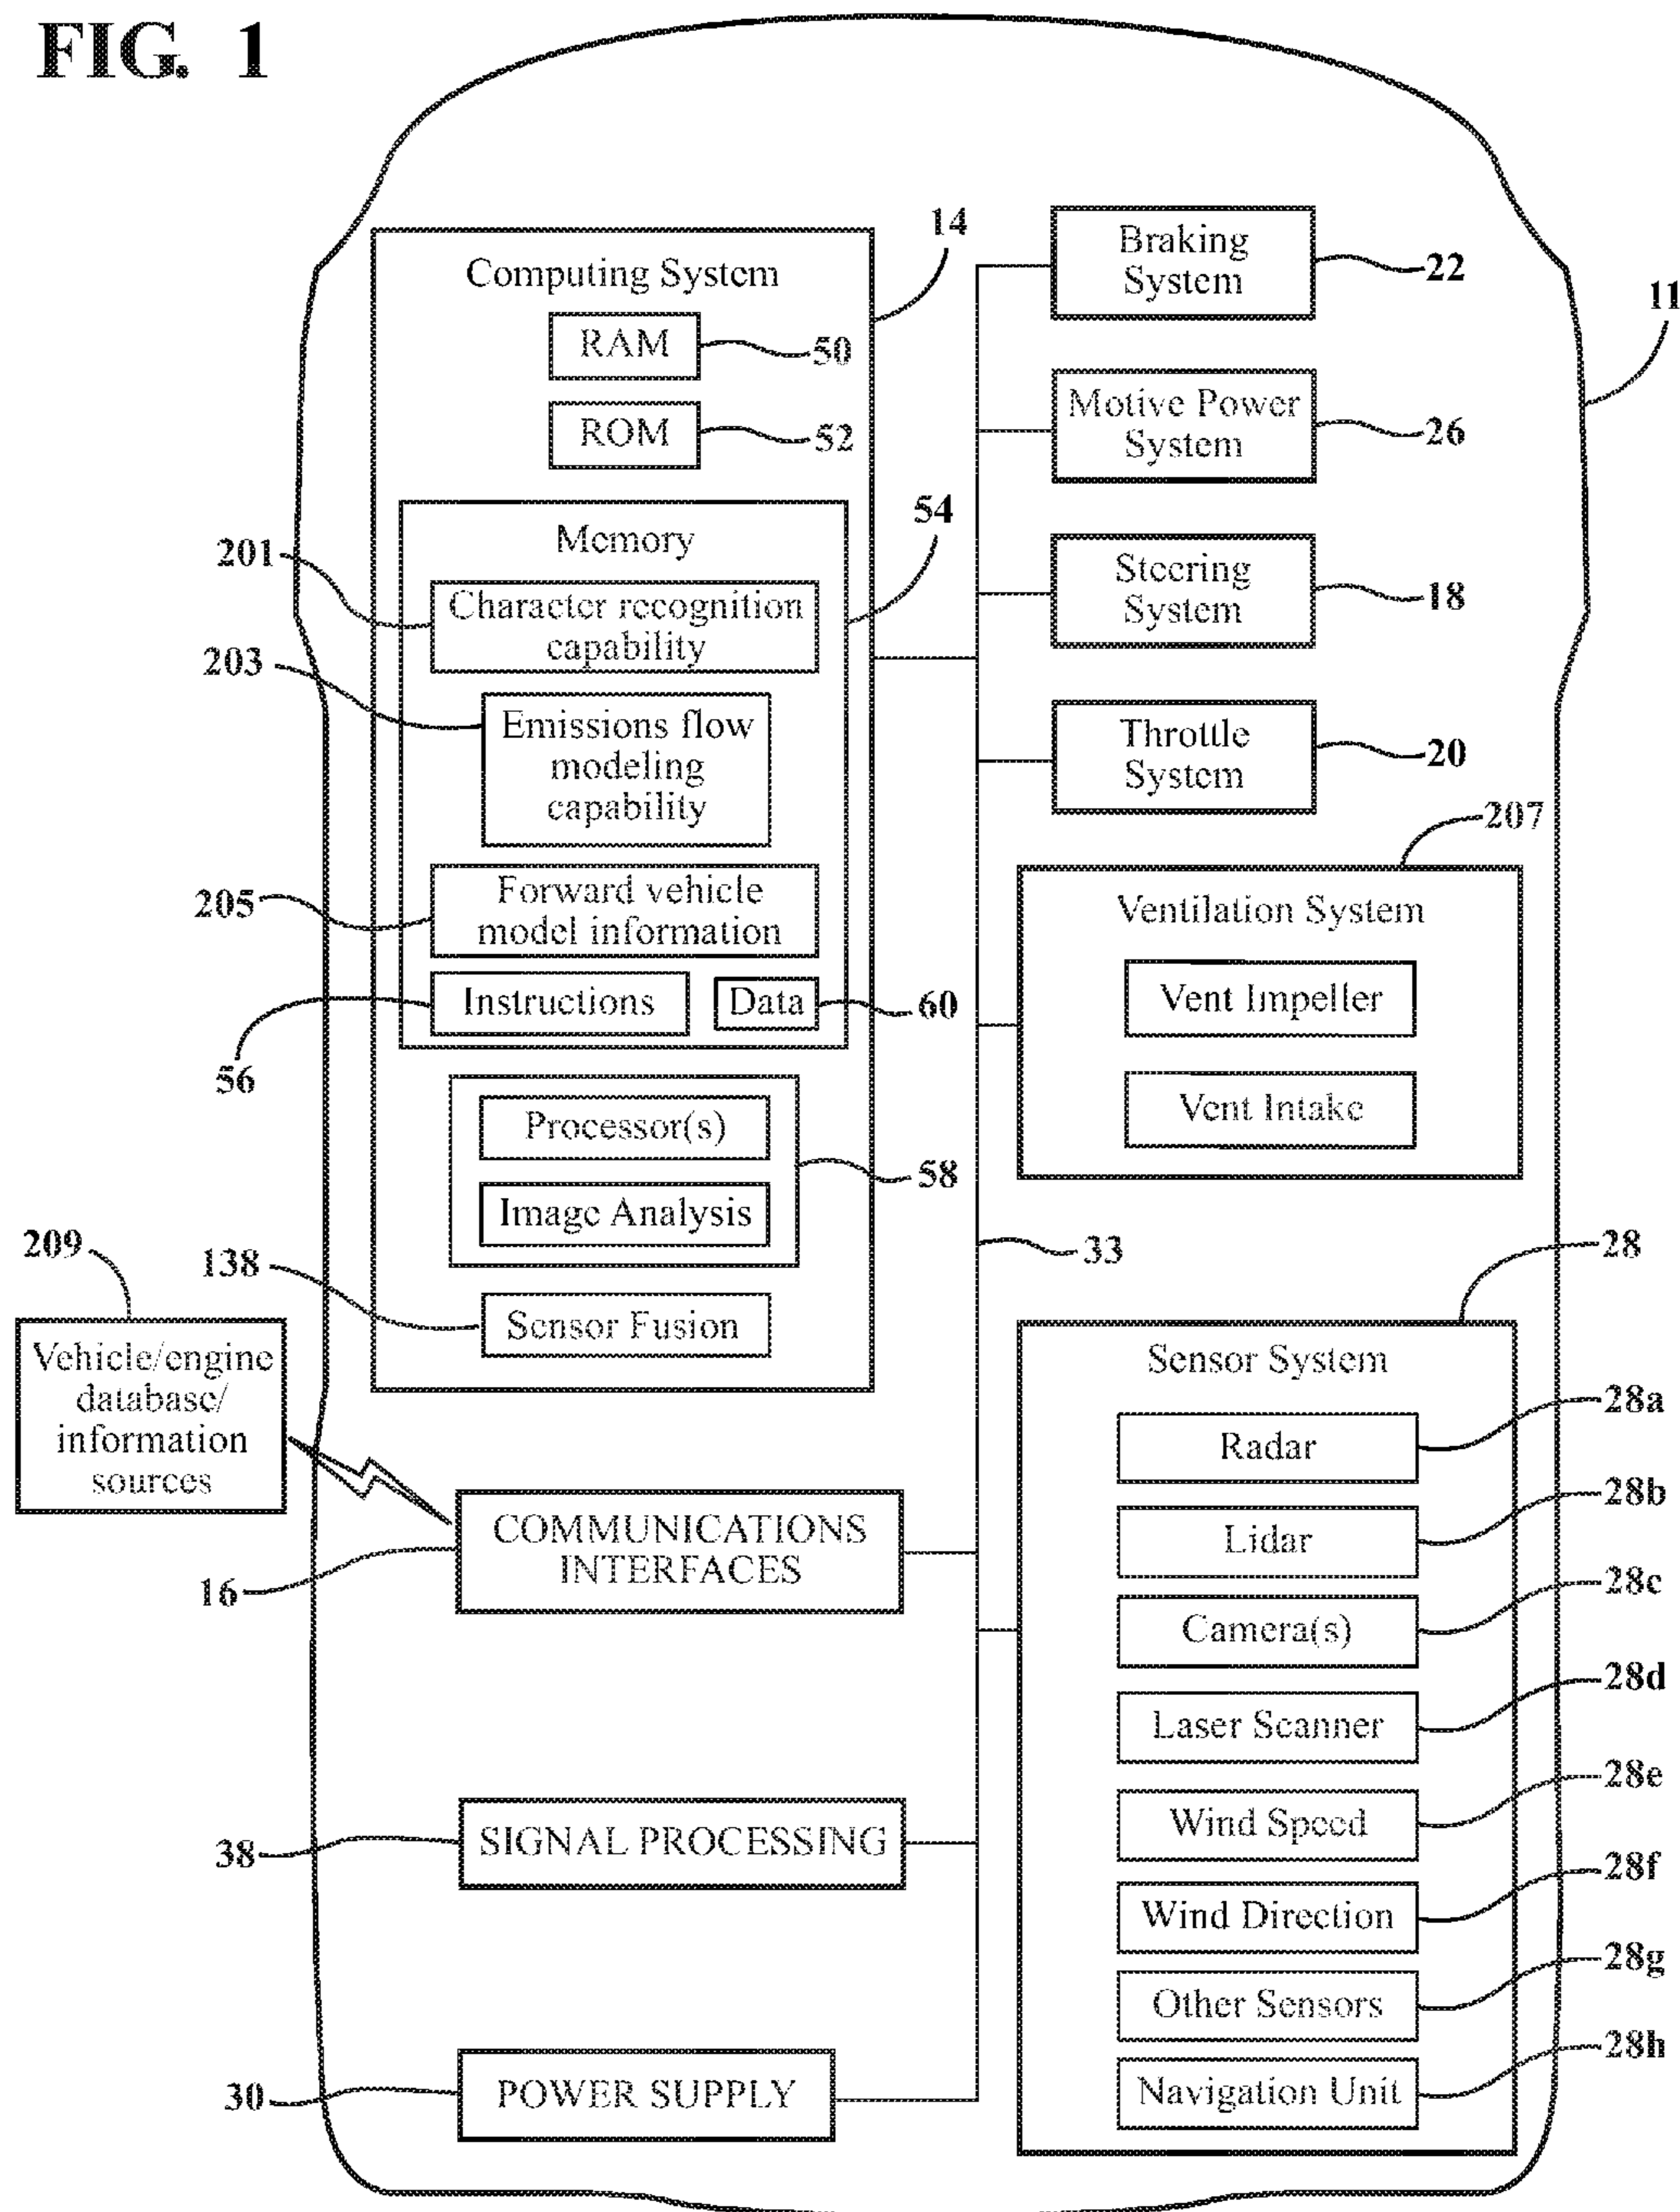 FIG. 1
11
14
Computing System
RAM
50
ROM
52
54
Memory
201
Character recognition
capability
203
Emissions flow
modeling
capability
205
Forward vehicle
model information
56
Instructions
Data
60
Processor(s)
Image Analysis
58
138
Sensor Fusion
209
Vehicle/engine
database/
information
sources
16
COMMUNICATIONS
INTERFACES
38
SIGNAL PROCESSING
30
POWER SUPPLY
33
Braking
System
22
Motive Power
System
26
Steering
System
18
Throttle
System
20
207
Ventilation System
Vent Impeller
Vent Intake
28
Sensor System
Radar
28a
Lidar
28b
Camera(s)
28c
Laser Scanner
28d
Wind Speed
28e
Wind Direction
28f
Other Sensors
28g
Navigation Unit
28h